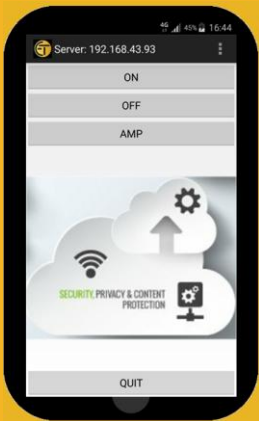 4G 45% 16:44
Server: 192.168.43.93
ON
OFF
AMP
SECURITY, PRIVACY & CONTENT
PROTECTION
QUIT